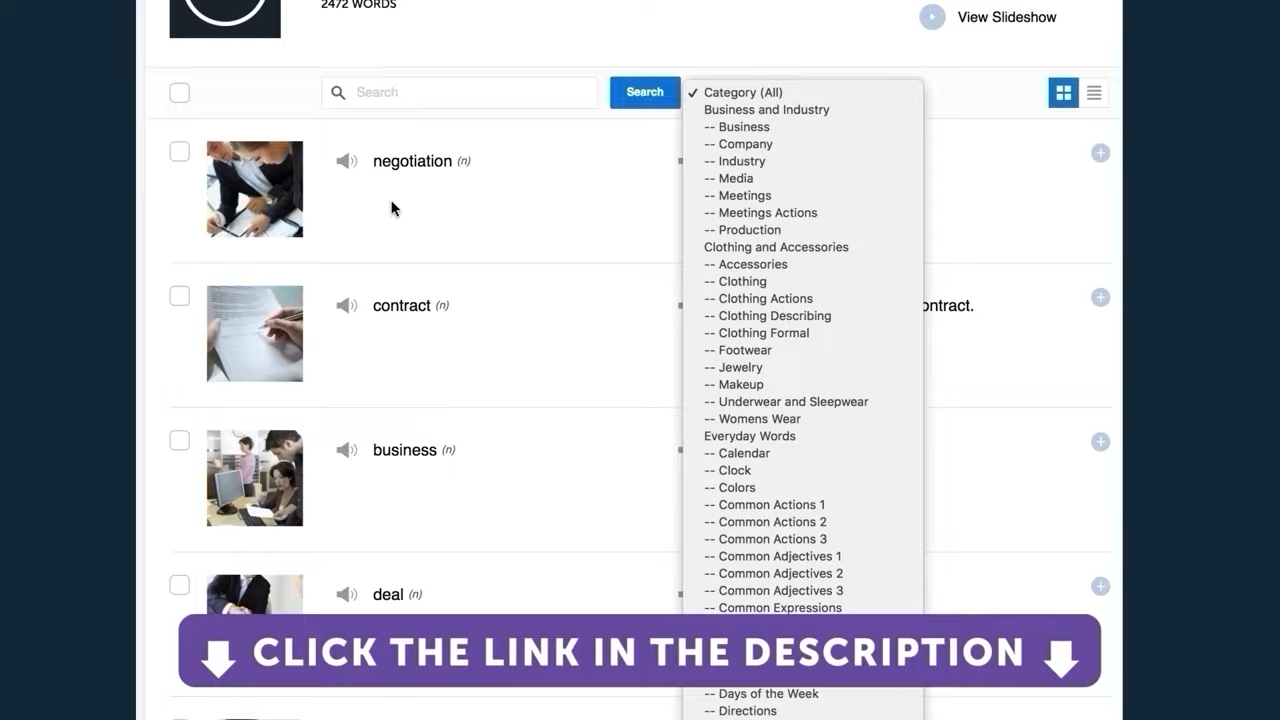 2472 WORDS
View Slideshow
Search
Search
Category (All)
Business and Industry
-- Business
-- Company
-- Industry
-- Media
-- Meetings
-- Meetings Actions
-- Production
Clothing and Accessories
-- Accessories
-- Clothing
-- Clothing Actions
-- Clothing Describing
-- Clothing Formal
-- Footwear
-- Jewelry
-- Makeup
-- Underwear and Sleepwear
-- Womens Wear
Everyday Words
-- Calendar
-- Clock
-- Colors
-- Common Actions 1
-- Common Actions 2
-- Common Actions 3
-- Common Adjectives 1
-- Common Adjectives 2
-- Common Adjectives 3
-- Common Expressions
-- Days of the Week
-- Directions
negotiation (n)
contract (n)
ontract.
business (n)
deal (n)
CLICK THE LINK IN THE DESCRIPTION